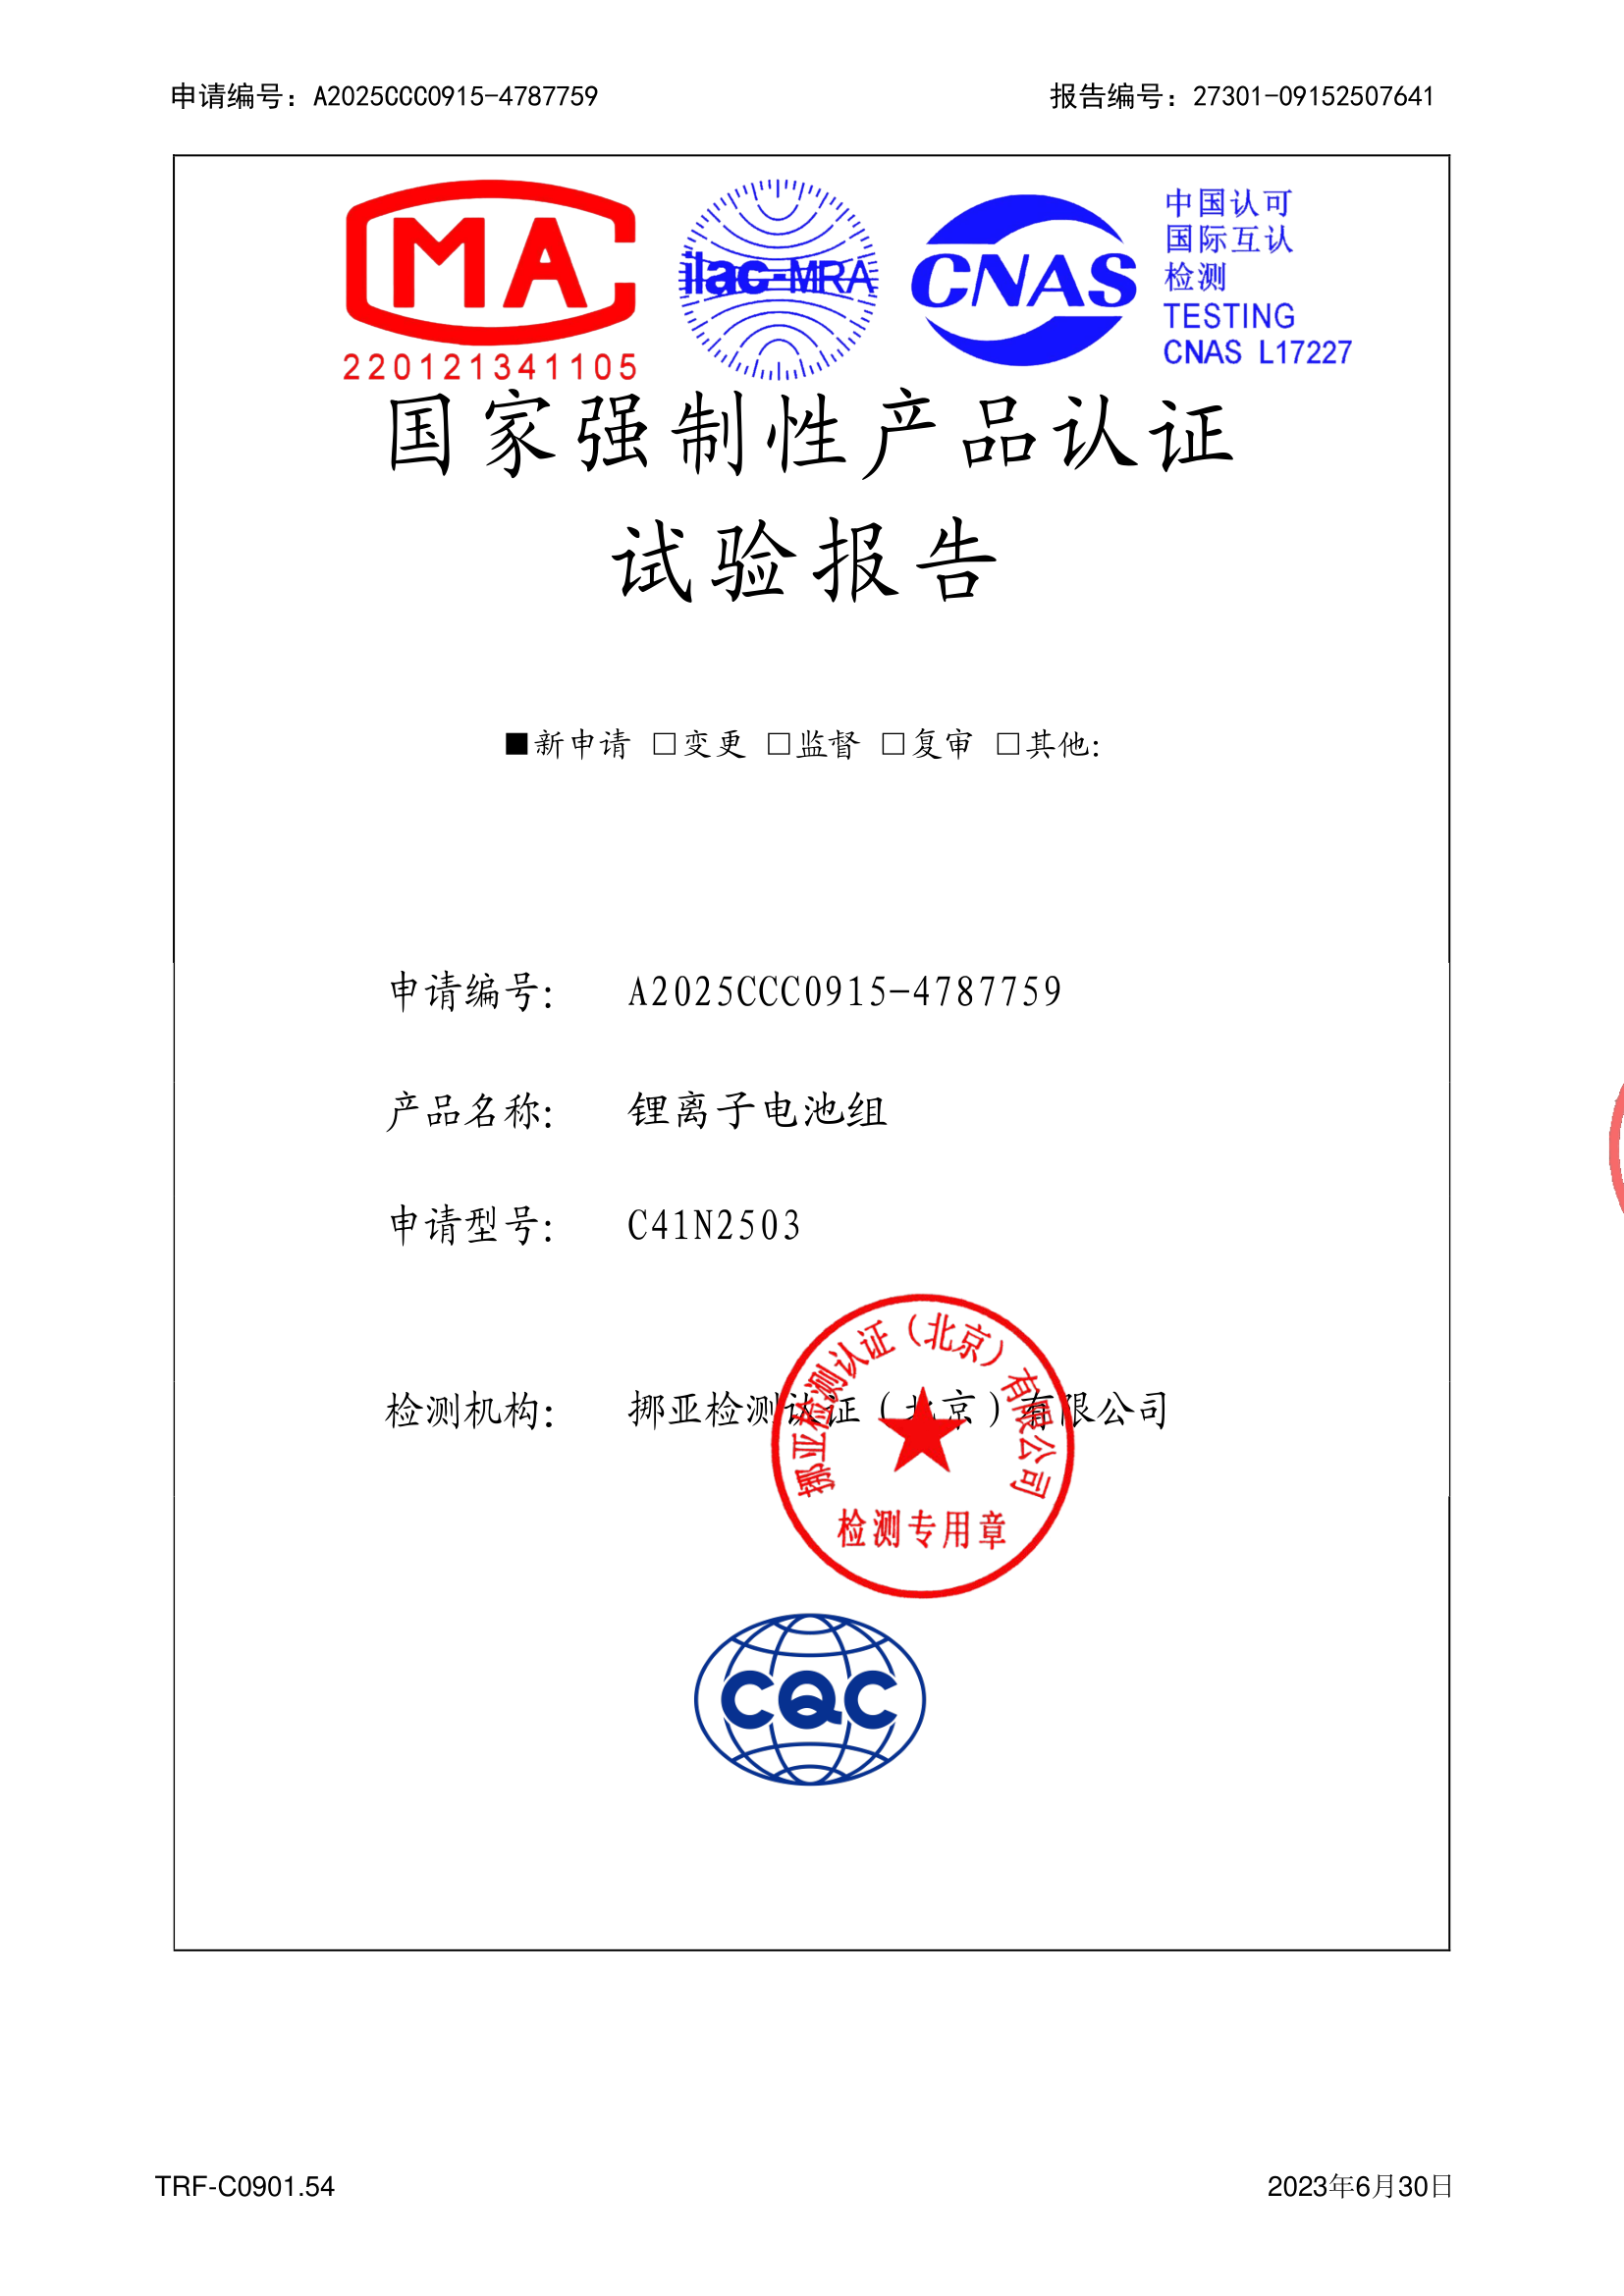 申请编号：A2025CCC0915-4787759 报告编号：27301-09152507641
MA
220121341105
ilac-MRA
CNAS
中国认可
国际互认
检测
TESTING
CNAS L17227
国家强制性产品认证
试验报告
■新申请 □变更 □监督 □复审 □其他:
申请编号: A2025CCC0915-4787759
产品名称: 锂离子电池组
申请型号: C41N2503
检测机构: 挪亚检测认证（北京）有限公司
挪亚检测认证（北京）有限公司
检测专用章
CQC
TRF-C0901.54 2023年6月30日